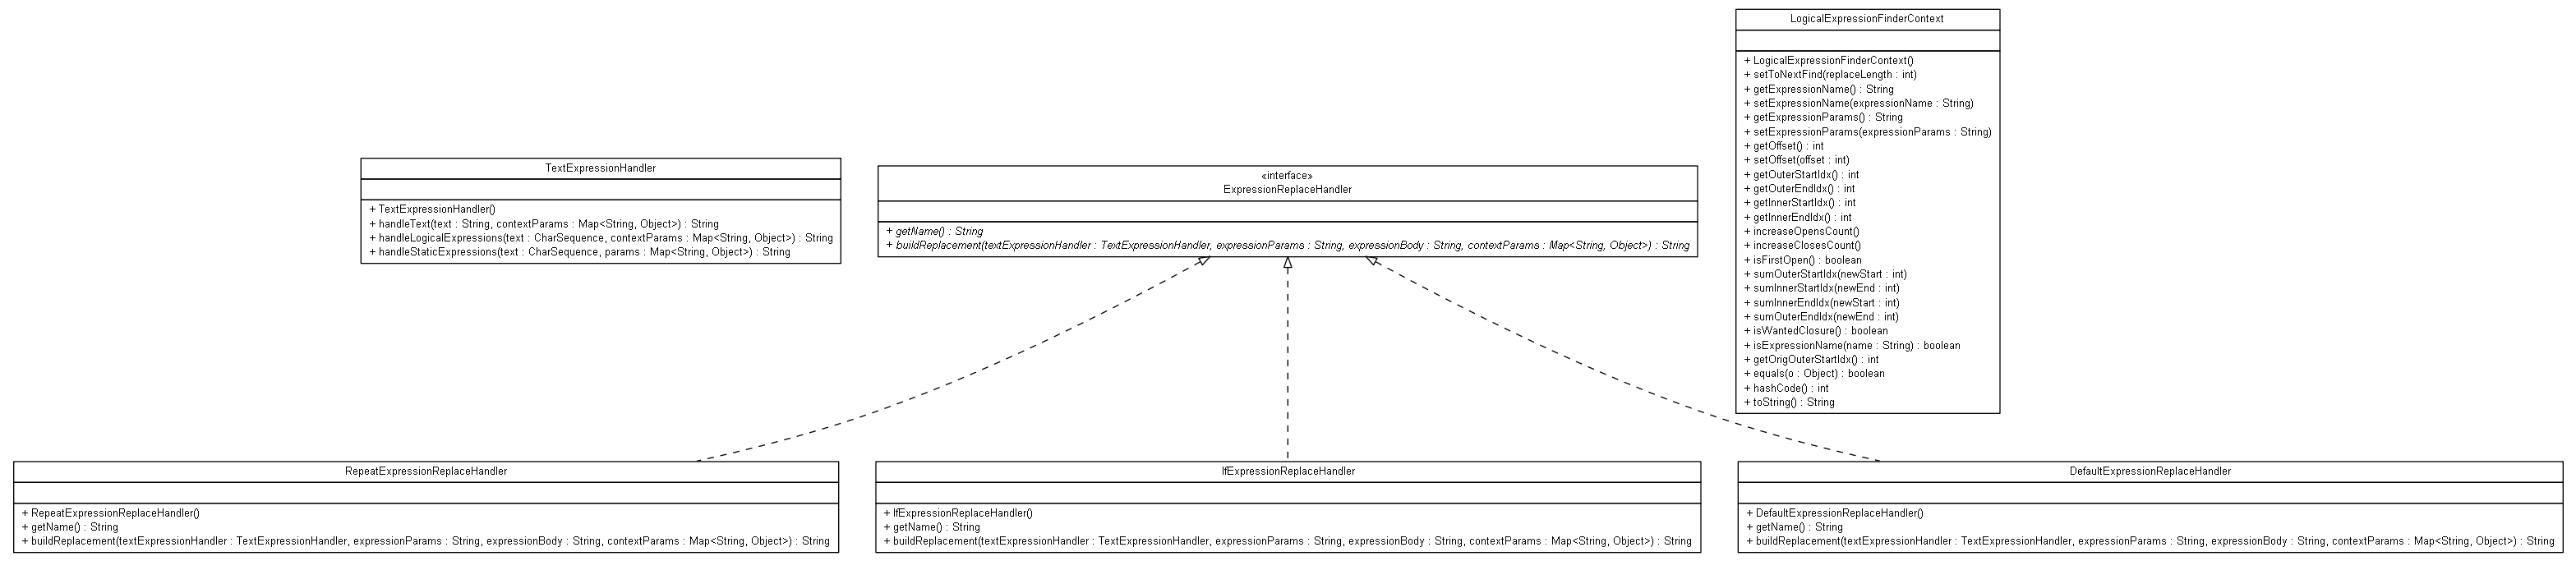 LogicalExpressionFinderContext
+ LogicalExpressionFinderContext()
+ setToNextFind(replaceLength : int)
+ getExpressionName() : String
+ setExpressionName(expressionName : String)
+ getExpressionParams() : String
+ setExpressionParams(expressionParams : String)
+ getOffset() : int
+ setOffset(offset : int)
+ getOuterStartIdx() : int
+ getOuterEndIdx() : int
+ getInnerStartIdx() : int
+ getInnerEndIdx() : int
+ increaseOpensCount()
+ increaseClosesCount()
+ isFirstOpen() : boolean
+ sumOuterStartIdx(newStart : int)
+ sumInnerStartIdx(newEnd : int)
+ sumInnerEndIdx(newStart : int)
+ sumOuterEndIdx(newEnd : int)
+ isWantedClosure() : boolean
+ isExpressionName(name : String) : boolean
+ getOrigOuterStartIdx() : int
+ equals(o : Object) : boolean
+ hashCode() : int
+ toString() : String
TextExpressionHandler
+ TextExpressionHandler()
+ handleText(text : String, contextParams : Map<String, Object>) : String
+ handleLogicalExpressions(text : CharSequence, contextParams : Map<String, Object>) : String
+ handleStaticExpressions(text : CharSequence, params : Map<String, Object>) : String
«interface»
ExpressionReplaceHandler
+ getName() : String
+ buildReplacement(textExpressionHandler : TextExpressionHandler, expressionParams : String, expressionBody : String, contextParams : Map<String, Object>) : String
RepeatExpressionReplaceHandler
+ RepeatExpressionReplaceHandler()
+ getName() : String
+ buildReplacement(textExpressionHandler : TextExpressionHandler, expressionParams : String, expressionBody : String, contextParams : Map<String, Object>) : String
IfExpressionReplaceHandler
+ IfExpressionReplaceHandler()
+ getName() : String
+ buildReplacement(textExpressionHandler : TextExpressionHandler, expressionParams : String, expressionBody : String, contextParams : Map<String, Object>) : String
DefaultExpressionReplaceHandler
+ DefaultExpressionReplaceHandler()
+ getName() : String
+ buildReplacement(textExpressionHandler : TextExpressionHandler, expressionParams : String, expressionBody : String, contextParams : Map<String, Object>) : String